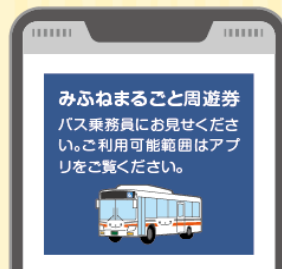 みふねまるごと周遊券
バス乗務員にお見せくださ
い。ご利用可能範囲はアプ
リをご覧ください。